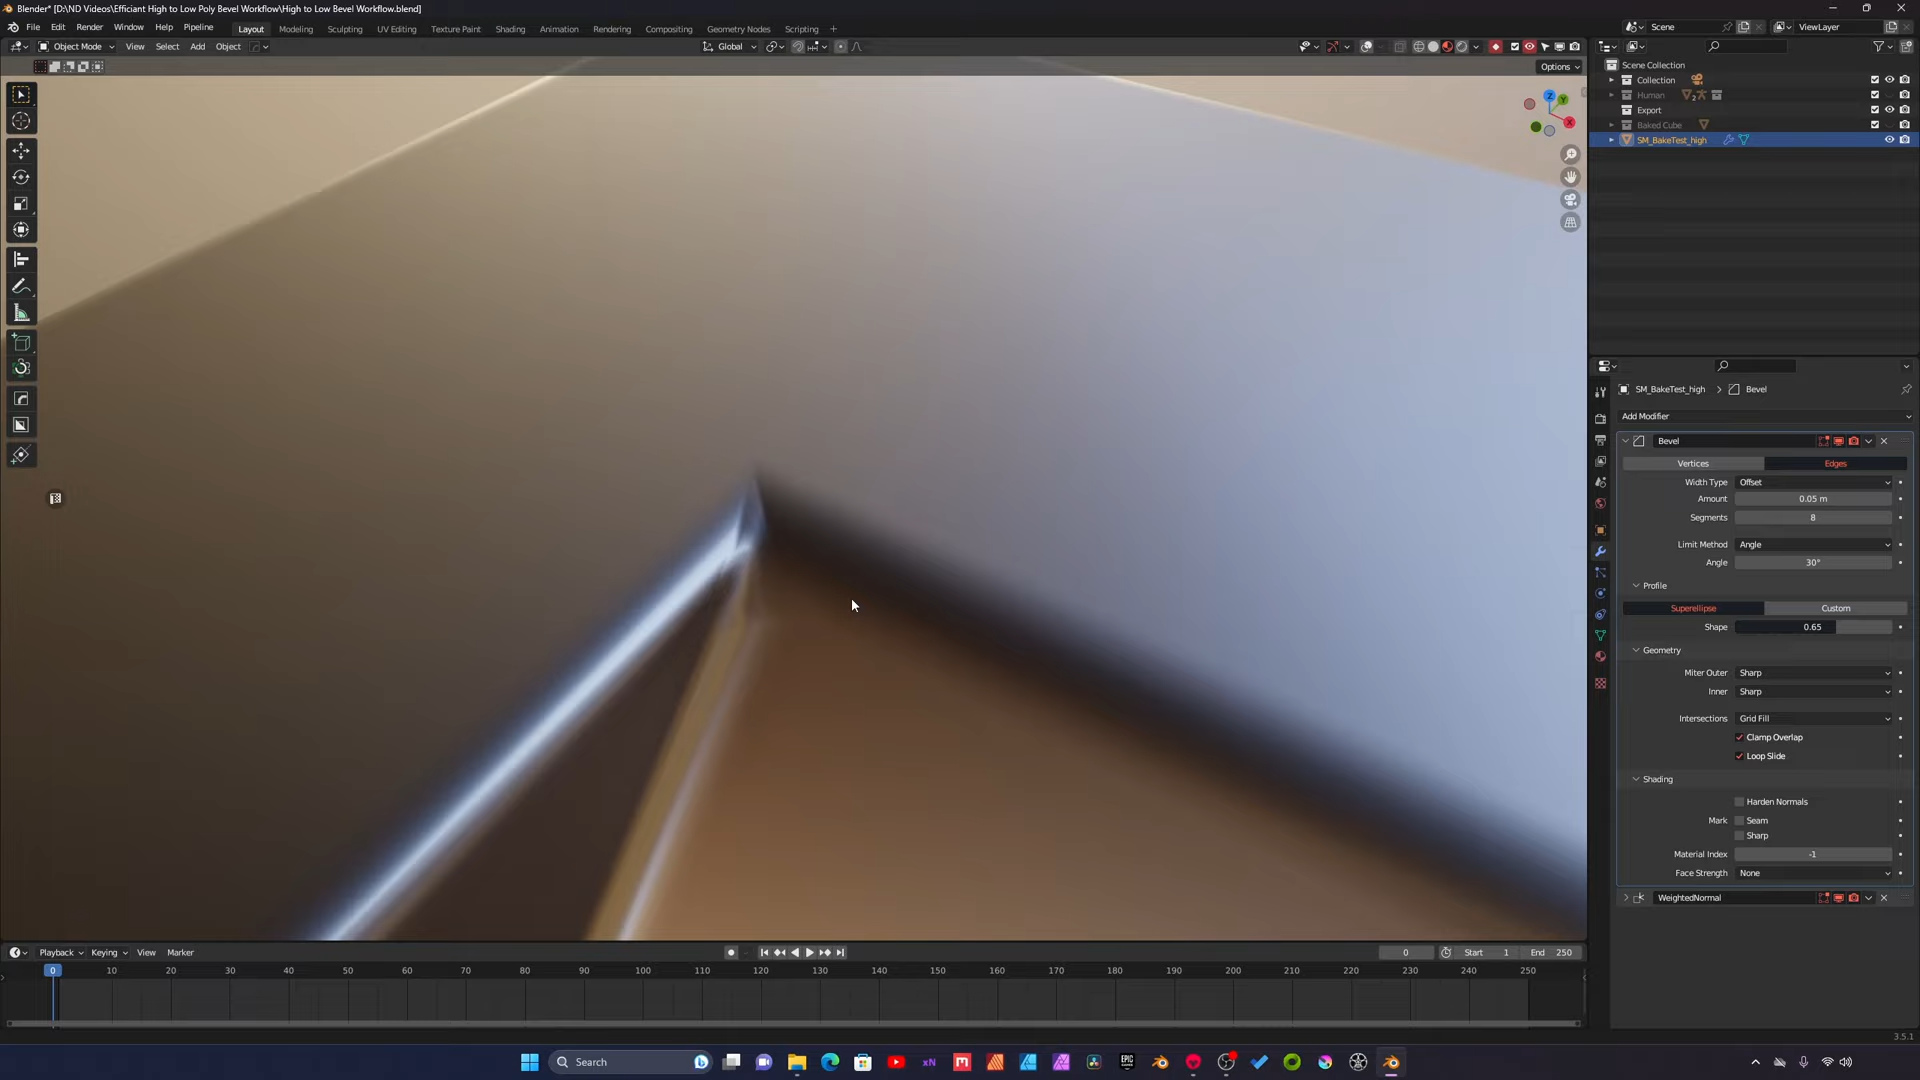 Blender* [D:\ND Videos\Efficiant High to Low Poly Bevel Workflow\High to Low Bevel Workflow.blend]
File Edit Render Window Help Pipeline Layout Modeling Sculpting UV Editing Texture Paint Shading Animation Rendering Compositing Geometry Nodes Scripting + Scene ViewLayer
Object Mode View Select Add Object Global
Options
Scene Collection
Collection
Human
Export
Baked Cube
SM_BakeTest_high
Z
Y
X
SM_BakeTest_high > Bevel
Add Modifier
Bevel
Vertices Edges
Width Type Offset
Amount 0.05 m
Segments 8
Limit Method Angle
Angle 30°
Profile
Superellipse Custom
Shape 0.65
Geometry
Miter Outer Sharp
Inner Sharp
Intersections Grid Fill
Clamp Overlap
Loop Slide
Shading
Harden Normals
Mark Seam
Sharp
Material Index -1
Face Strength None
WeightedNormal
Playback Keying View Marker 0 Start 1 End 250
0 10 20 30 40 50 60 70 80 90 100 110 120 130 140 150 160 170 180 190 200 210 220 230 240 250
3.5.1
Search xN M EPIC